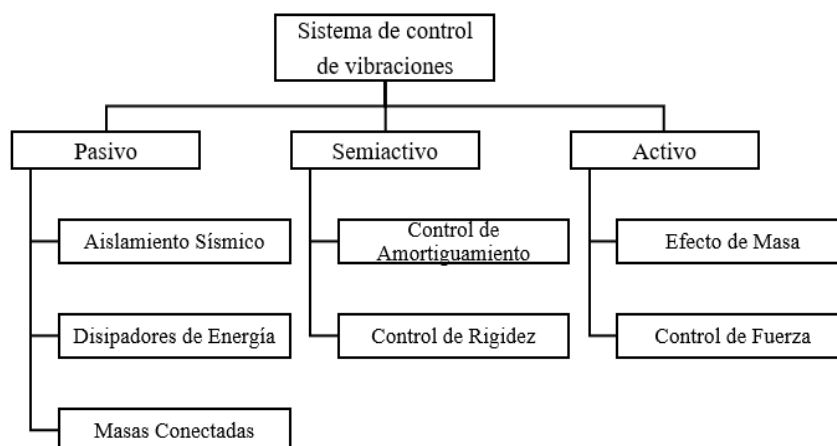 Sistema de control
de vibraciones
Pasivo
Semiactivo
Activo
Aislamiento Sísmico
Control de
Amortiguamiento
Efecto de Masa
Disipadores de Energía
Control de Rigidez
Control de Fuerza
Masas Conectadas